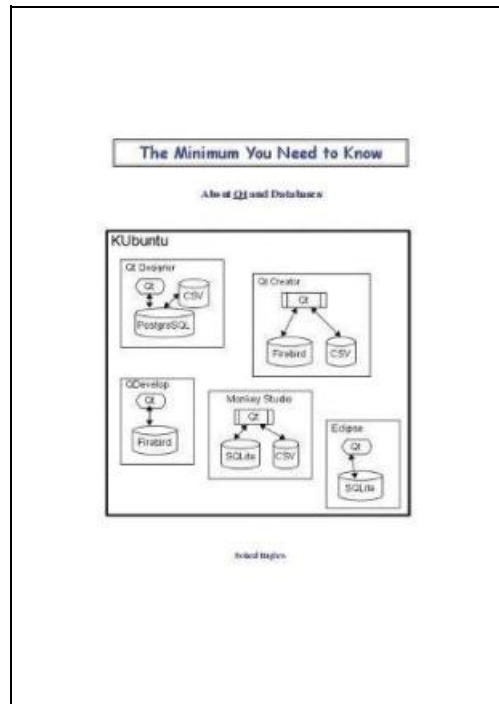 The Minimum You Need to Know
About Qt and Databases
KUbuntu
Qt Designer
Qt
CSV
PostgreSQL
Qt Creator
Qt
Firebird
CSV
QDevelop
Qt
Firebird
Monkey Studio
Qt
SQLite
CSV
Eclipse
Qt
SQLite
Hughes